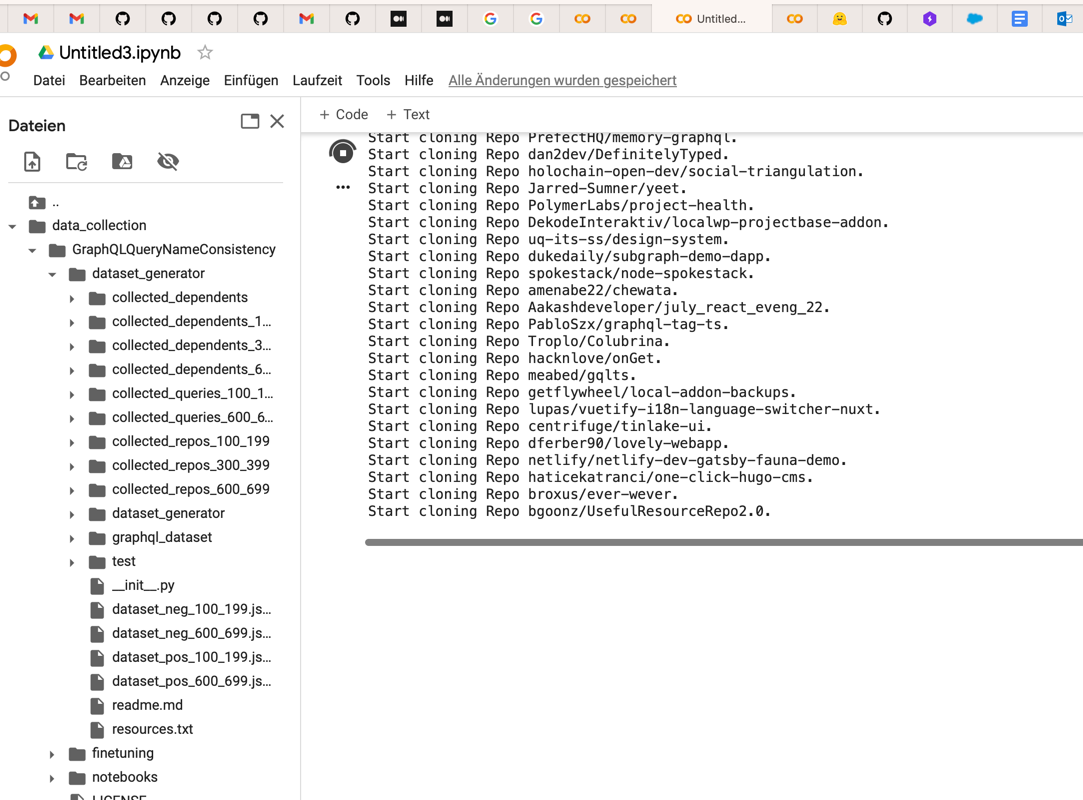 Untitled...
Untitled3.ipynb
Datei Bearbeiten Anzeige Einfügen Laufzeit Tools Hilfe Alle Änderungen wurden gespeichert
Dateien
+ Code + Text
..
data_collection
GraphQLQueryNameConsistency
dataset_generator
collected_dependents
collected_dependents_1...
collected_dependents_3...
collected_dependents_6...
collected_queries_100_1...
collected_queries_600_6...
collected_repos_100_199
collected_repos_300_399
collected_repos_600_699
dataset_generator
graphql_dataset
test
__init__.py
dataset_neg_100_199.js...
dataset_neg_600_699.js...
dataset_pos_100_199.js...
dataset_pos_600_699.js...
readme.md
resources.txt
finetuning
notebooks
LICENSE
Start cloning Repo PrefectHQ/memory-graphql.
Start cloning Repo dan2dev/DefinitelyTyped.
Start cloning Repo holochain-open-dev/social-triangulation.
Start cloning Repo Jarred-Sumner/yeet.
Start cloning Repo PolymerLabs/project-health.
Start cloning Repo DekodeInteraktiv/localwp-projectbase-addon.
Start cloning Repo uq-its-ss/design-system.
Start cloning Repo dukedaily/subgraph-demo-dapp.
Start cloning Repo spokestack/node-spokestack.
Start cloning Repo amenabe22/chewata.
Start cloning Repo Aakashdeveloper/july_react_eveng_22.
Start cloning Repo PabloSzx/graphql-tag-ts.
Start cloning Repo Troplo/Colubrina.
Start cloning Repo hacknlove/onGet.
Start cloning Repo meabed/gqlts.
Start cloning Repo getflywheel/local-addon-backups.
Start cloning Repo lupas/vuetify-i18n-language-switcher-nuxt.
Start cloning Repo centrifuge/tinlake-ui.
Start cloning Repo dferber90/lovely-webapp.
Start cloning Repo netlify/netlify-dev-gatsby-fauna-demo.
Start cloning Repo haticekatranci/one-click-hugo-cms.
Start cloning Repo broxus/ever-wever.
Start cloning Repo bgoonz/UsefulResourceRepo2.0.